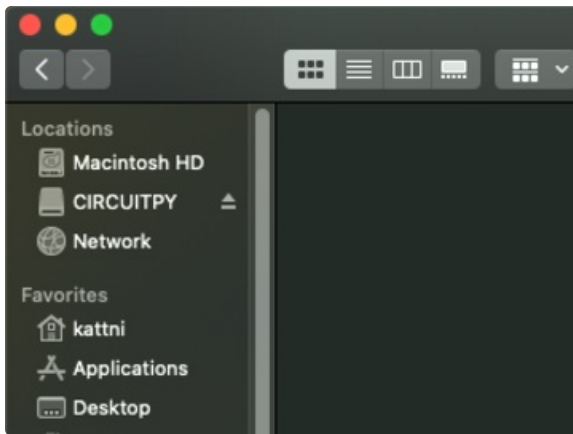 Locations
Macintosh HD
CIRCUITPY
Network
Favorites
kattni
Applications
Desktop